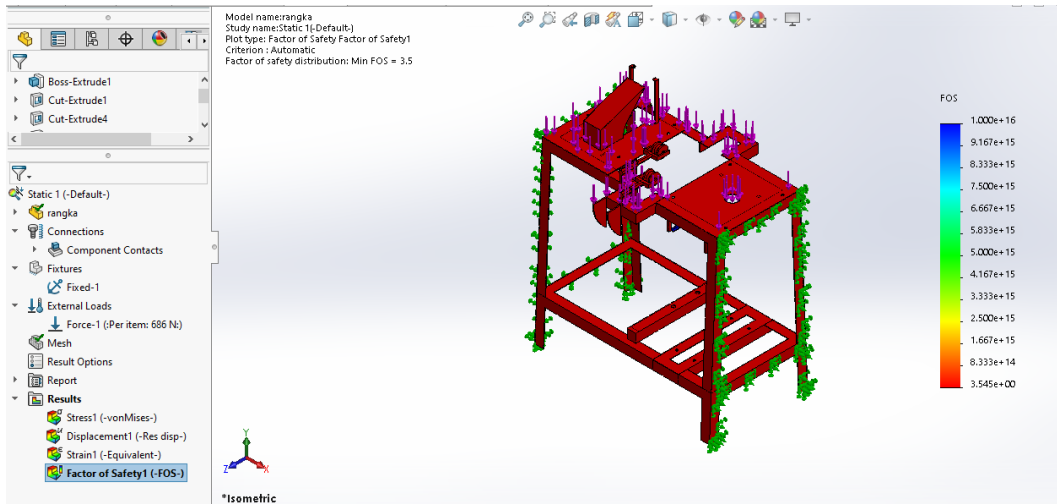 Model name:rangka
Study name:Static 1(-Default-)
Plot type: Factor of Safety Factor of Safety1
Criterion : Automatic
Factor of safety distribution: Min FOS = 3.5
Boss-Extrude1
Cut-Extrude1
Cut-Extrude4
Static 1 (-Default-)
rangka
Connections
Component Contacts
Fixtures
Fixed-1
External Loads
Force-1 (:Per item: 686 N:)
Mesh
Result Options
Report
Results
Stress1 (-vonMises-)
Displacement1 (-Res disp-)
Strain1 (-Equivalent-)
Factor of Safety1 (-FOS-)
FOS
1.000e+16
9.167e+15
8.333e+15
7.500e+15
6.667e+15
5.833e+15
5.000e+15
4.167e+15
3.333e+15
2.500e+15
1.667e+15
8.333e+14
3.545e+00
Y
Z
X
*Isometric